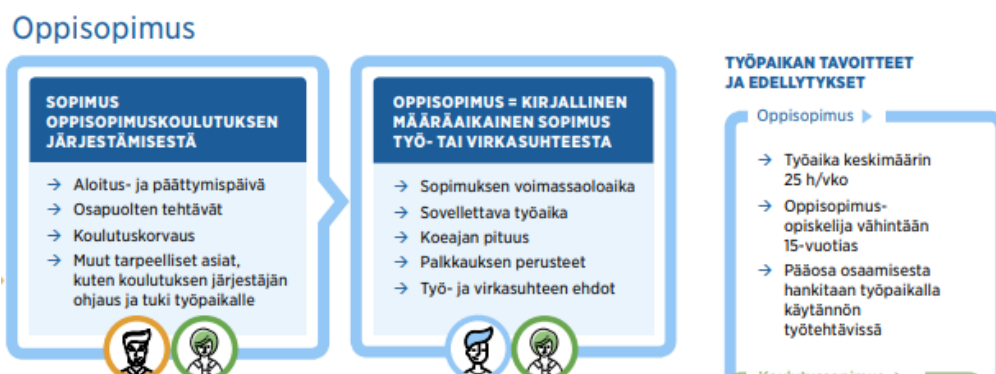 Oppisopimus
SOPIMUS
OPPISOPIMUSKOULUTUKSEN
JÄRJESTÄMISESTÄ
→ Aloitus- ja päättymispäivä
→ Osapuolten tehtävät
→ Koulutuskorvaus
→ Muut tarpeelliset asiat,
kuten koulutuksen järjestäjän
ohjaus ja tuki työpaikalle
OPPISOPIMUS = KIRJALLINEN
MÄÄRÄAIKAINEN SOPIMUS
TYÖ- TAI VIRKASUHTEESTA
→ Sopimuksen voimassaoloaika
→ Sovellettava työaika
→ Koeajan pituus
→ Palkkauksen perusteet
→ Työ- ja virkasuhteen ehdot
TYÖPAIKAN TAVOITTEET
JA EDELLYTYKSET
Oppisopimus
→ Työaika keskimäärin
25 h/vko
→ Oppisopimus-
opiskelija vähintään
15-vuotias
→ Pääosa osaamisesta
hankitaan työpaikalla
käytännön
työtehtävissä